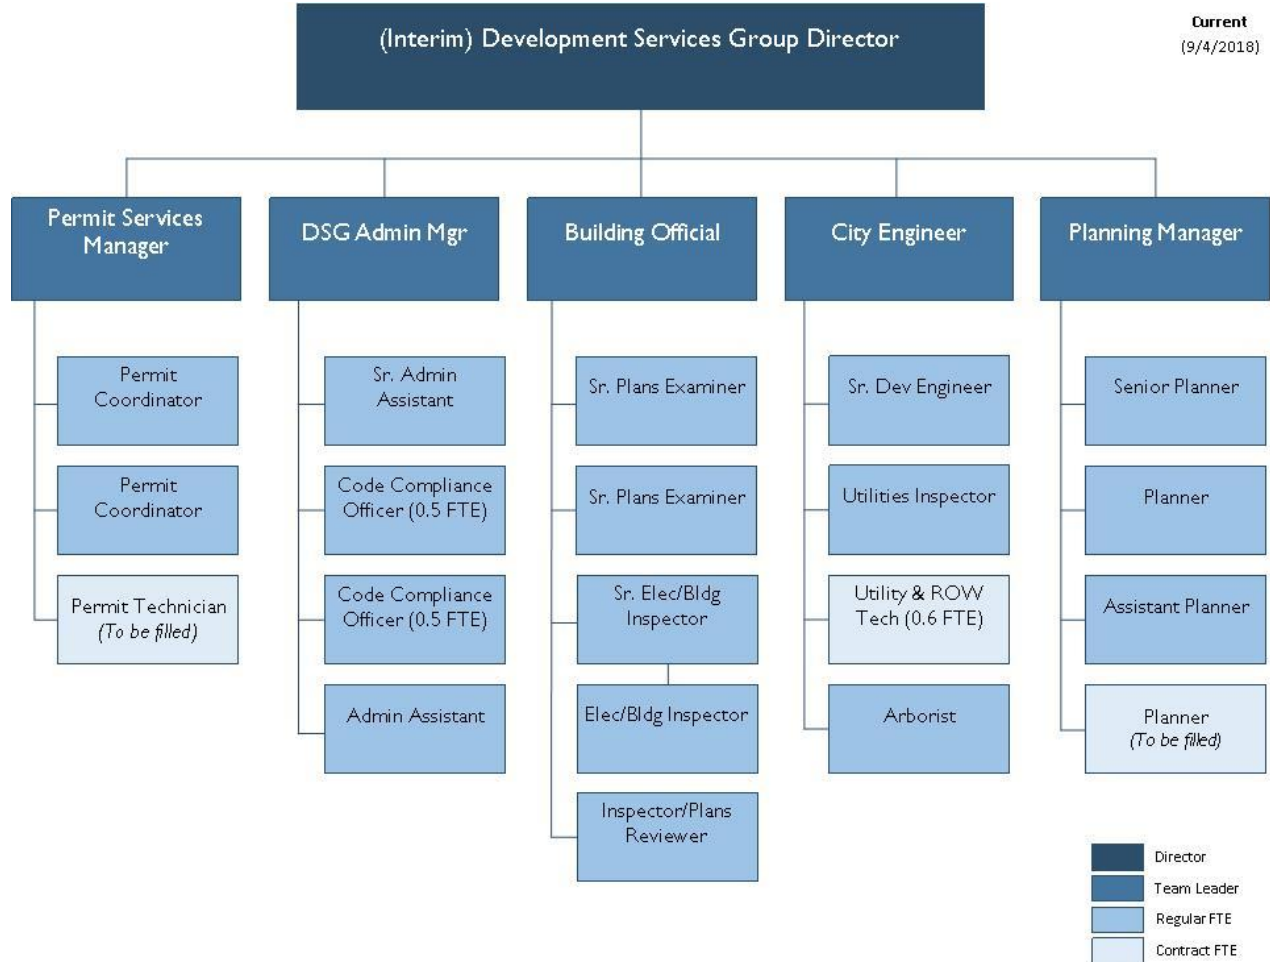 (Interim) Development Services Group Director
Current
(9/4/2018)
Permit Services
Manager
DSG Admin Mgr
Building Official
City Engineer
Planning Manager
Permit
Coordinator
Permit
Coordinator
Permit Technician
(To be filled)
Sr. Admin
Assistant
Code Compliance
Officer (0.5 FTE)
Code Compliance
Officer (0.5 FTE)
Admin Assistant
Sr. Plans Examiner
Sr. Plans Examiner
Sr. Elec/Bldg
Inspector
Elec/Bldg Inspector
Inspector/Plans
Reviewer
Sr. Dev Engineer
Utilities Inspector
Utility & ROW
Tech (0.6 FTE)
Arborist
Senior Planner
Planner
Assistant Planner
Planner
(To be filled)
Director
Team Leader
Regular FTE
Contract FTE